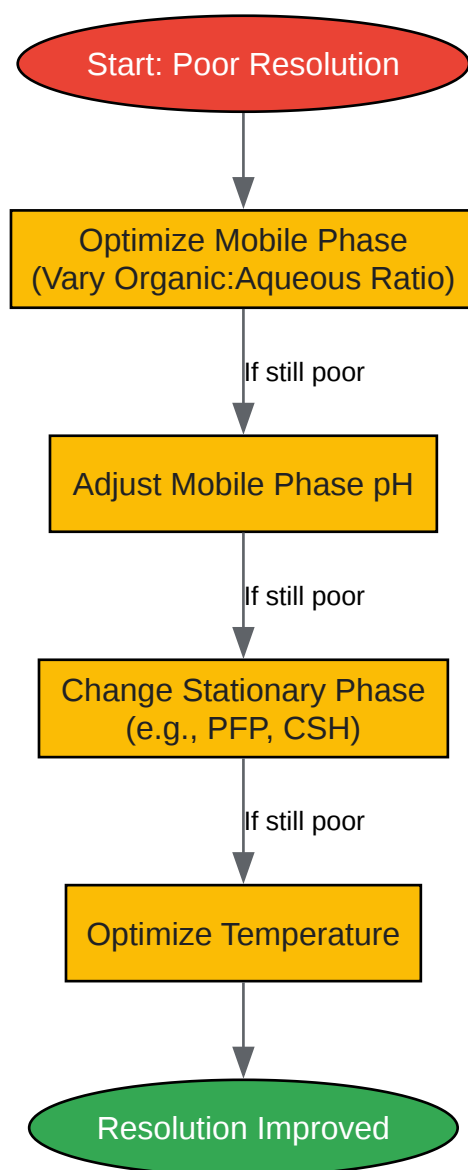 Start: Poor Resolution
Optimize Mobile Phase
(Vary Organic:Aqueous Ratio)
If still poor
Adjust Mobile Phase pH
If still poor
Change Stationary Phase
(e.g., PFP, CSH)
If still poor
Optimize Temperature
Resolution Improved